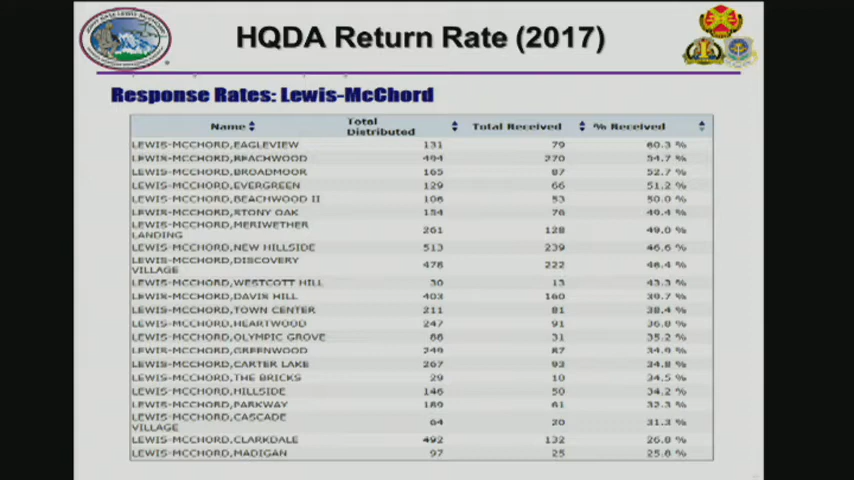 HQDA Return Rate (2017)
Response Rates: Lewis-McChord
Name Total Distributed Total Received % Received
LEWIS-MCCHORD,EAGLEVIEW 131 79 60.3 %
LEWIS-MCCHORD,BEACHWOOD 494 270 54.7 %
LEWIS-MCCHORD,BROADMOOR 165 87 52.7 %
LEWIS-MCCHORD,EVERGREEN 129 66 51.2 %
LEWIS-MCCHORD,BEACHWOOD II 106 53 50.0 %
LEWIS-MCCHORD,STONY OAK 154 76 49.4 %
LEWIS-MCCHORD,MERIWETHER
LANDING 261 128 49.0 %
LEWIS-MCCHORD,NEW HILLSIDE 513 239 46.6 %
LEWIS-MCCHORD,DISCOVERY
VILLAGE 478 222 46.4 %
LEWIS-MCCHORD,WESTCOTT HILL 30 13 43.3 %
LEWIS-MCCHORD,DAVIS HILL 403 160 39.7 %
LEWIS-MCCHORD,TOWN CENTER 211 81 38.4 %
LEWIS-MCCHORD,HEARTWOOD 247 91 36.8 %
LEWIS-MCCHORD,OLYMPIC GROVE 88 31 35.2 %
LEWIS-MCCHORD,GREENWOOD 249 87 34.9 %
LEWIS-MCCHORD,CARTER LAKE 267 93 34.8 %
LEWIS-MCCHORD,THE BRICKS 29 10 34.5 %
LEWIS-MCCHORD,HILLSIDE 146 50 34.2 %
LEWIS-MCCHORD,PARKWAY 189 61 32.3 %
LEWIS-MCCHORD,CASCADE
VILLAGE 64 20 31.3 %
LEWIS-MCCHORD,CLARKDALE 492 132 26.8 %
LEWIS-MCCHORD,MADIGAN 97 25 25.8 %